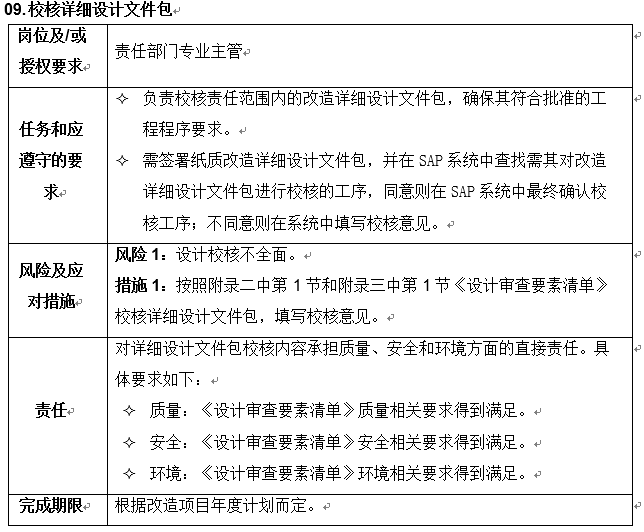 09.校核详细设计文件包
岗位及/或
授权要求
责任部门专业主管
任务和应
遵守的要
求
✧ 负责校核责任范围内的改造详细设计文件包，确保其符合批准的工
程程序要求。
✧ 需签署纸质改造详细设计文件包，并在 SAP 系统中查找需其对改造
详细设计文件包进行校核的工序，同意则在 SAP 系统中最终确认校
核工序；不同意则在系统中填写校核意见。
风险及应
对措施
风险 1：设计校核不全面。
措施 1：按照附录二中第 1 节和附录三中第 1 节《设计审查要素清单》
校核详细设计文件包，填写校核意见。
责任
对详细设计文件包校核内容承担质量、安全和环境方面的直接责任。具
体要求如下：
✧ 质量：《设计审查要素清单》质量相关要求得到满足。
✧ 安全：《设计审查要素清单》安全相关要求得到满足。
✧ 环境：《设计审查要素清单》环境相关要求得到满足。
完成期限
根据改造项目年度计划而定。